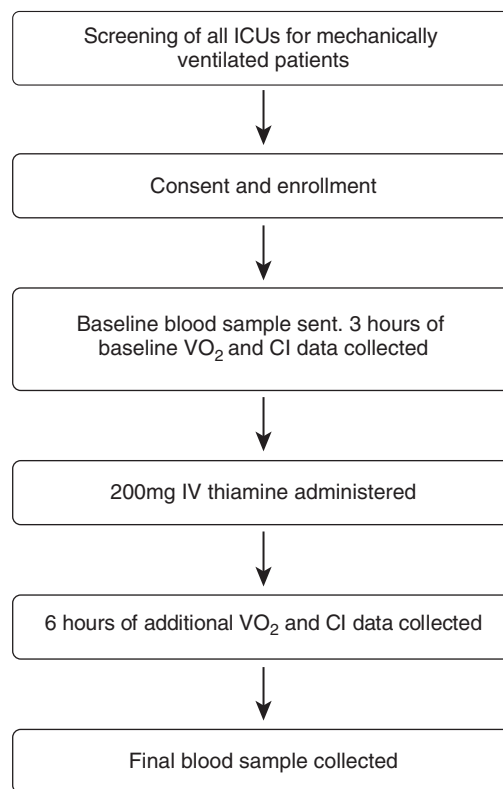 Screening of all ICUs for mechanically
ventilated patients
Consent and enrollment
Baseline blood sample sent. 3 hours of
baseline VO₂ and CI data collected
200mg IV thiamine administered
6 hours of additional VO₂ and CI data collected
Final blood sample collected